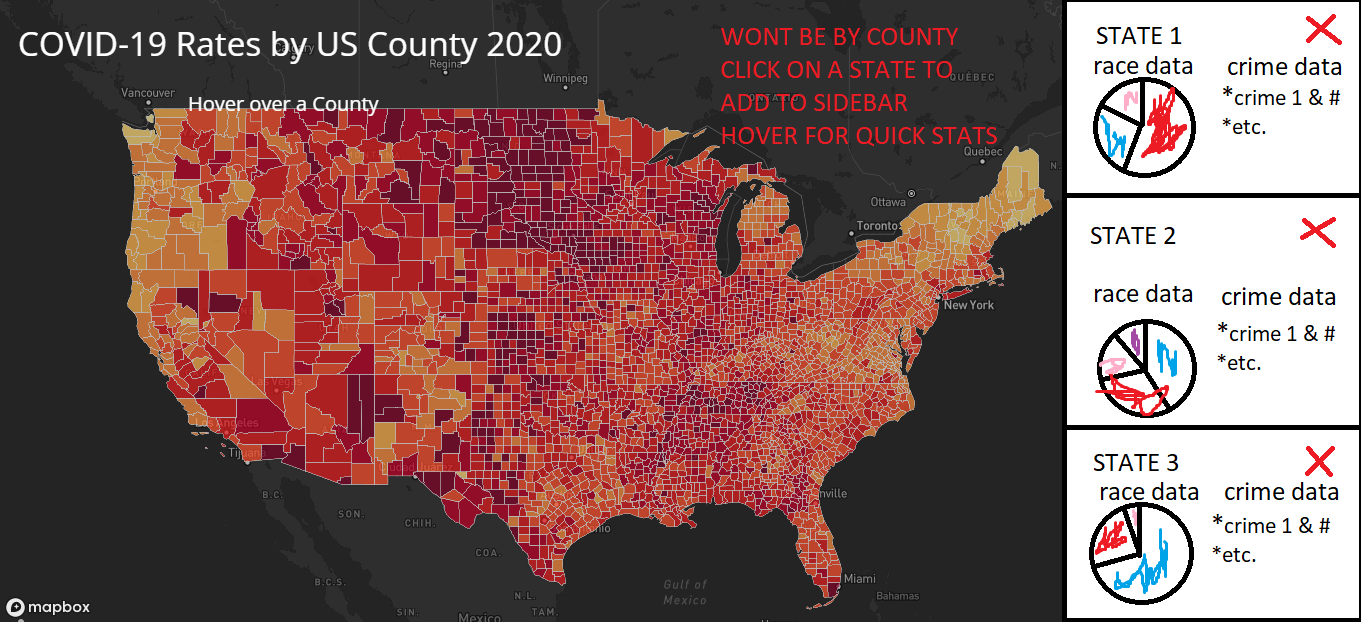 COVID-19 Rates by US County 2020
Hover over a County
WONT BE BY COUNTY
CLICK ON A STATE TO
ADD TO SIDEBAR
HOVER FOR QUICK STATS
Calgary
Regina
Winnipeg
Vancouver
QUÉBEC
ONTARIO
Quebec
Ottawa
Toronto
New York
MAINE
Las Vegas
Los Angeles
Tijuana
Ciudad Juárez
B.C.
SON.
CHIH.
COA.
B.C.S.
SIN.
N.L.
TAM.
Mexico
Gulf of
Mexico
Miami
Bahamas
mapbox
STATE 1
race data
crime data
*crime 1 & #
*etc.
STATE 2
race data
crime data
*crime 1 & #
*etc.
STATE 3
race data
crime data
*crime 1 & #
*etc.